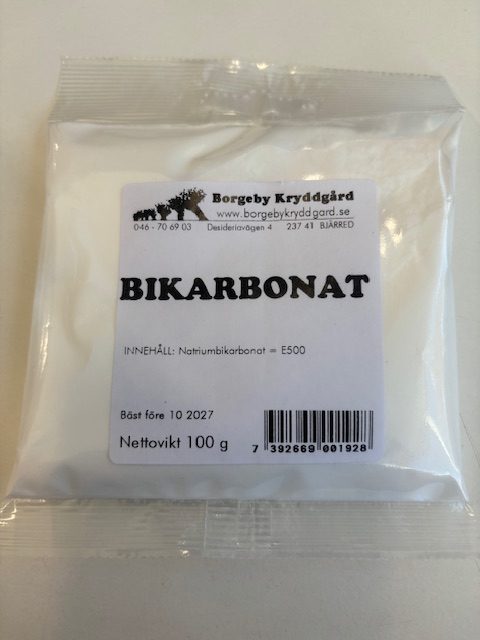 Borgeby Kryddgård
www.borgebykryddgard.se
046 - 70 69 03 Desideriavägen 4 237 41 BJÄRRED
BIKARBONAT
INNEHÅLL: Natriumbikarbonat = E500
Bäst före 10 2027
Nettovikt 100 g
7 392669 001928